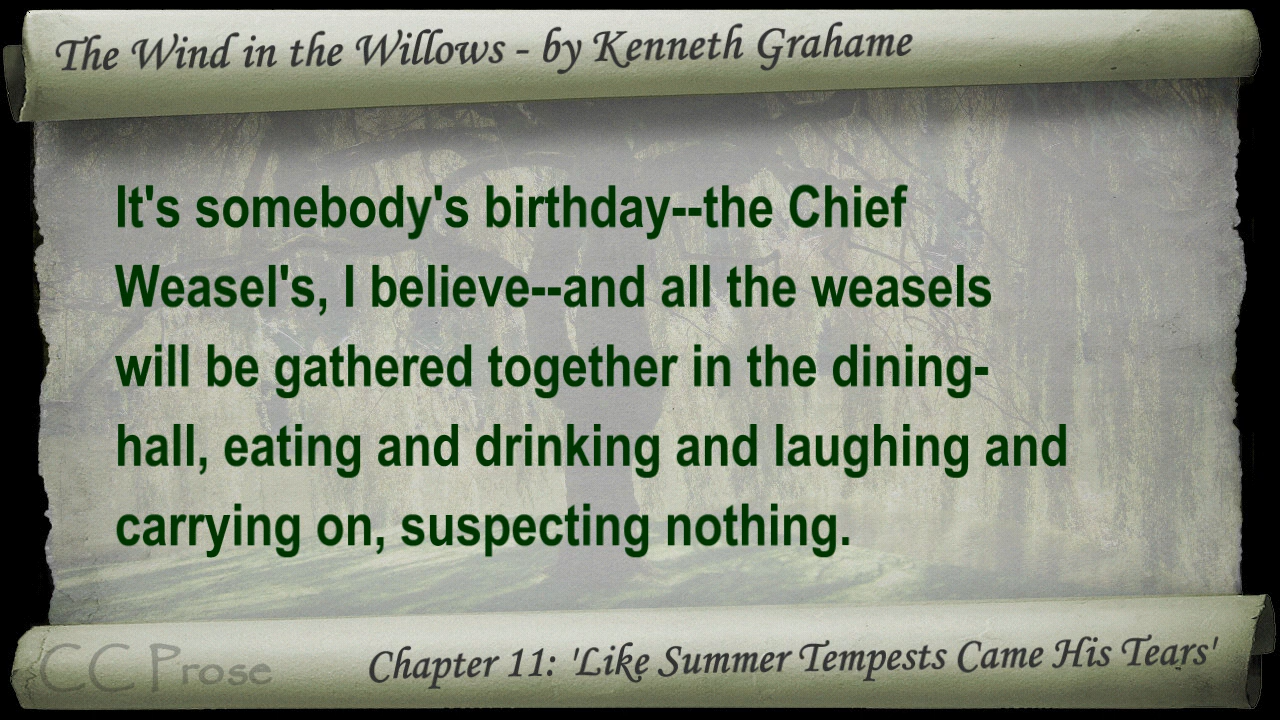 The Wind in the Willows - by Kenneth Grahame
It's somebody's birthday--the Chief
Weasel's, I believe--and all the weasels
will be gathered together in the dining-
hall, eating and drinking and laughing and
carrying on, suspecting nothing.
CC Prose
Chapter 11: 'Like Summer Tempests Came His Tears'